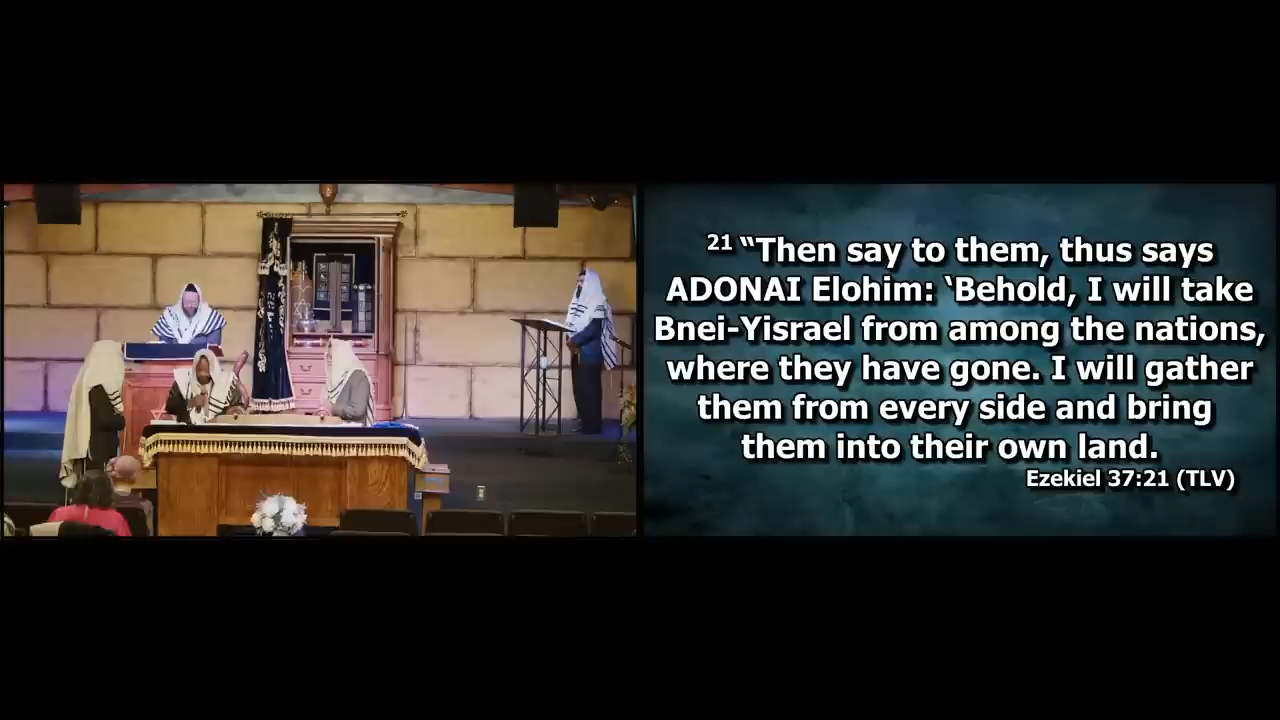 21 “Then say to them, thus says
ADONAI Elohim: ‘Behold, I will take
Bnei-Yisrael from among the nations,
where they have gone. I will gather
them from every side and bring
them into their own land.
Ezekiel 37:21 (TLV)